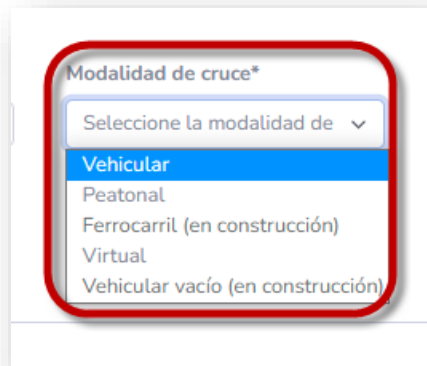 Modalidad de cruce*
Seleccione la modalidad de
Vehicular
Peatonal
Ferrocarril (en construcción)
Virtual
Vehicular vacío (en construcción)